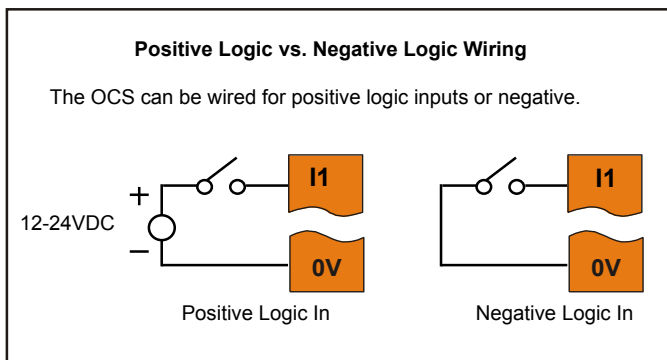 Positive Logic vs. Negative Logic Wiring
The OCS can be wired for positive logic inputs or negative.
I1
+
12-24VDC
–
0V
Positive Logic In
I1
0V
Negative Logic In